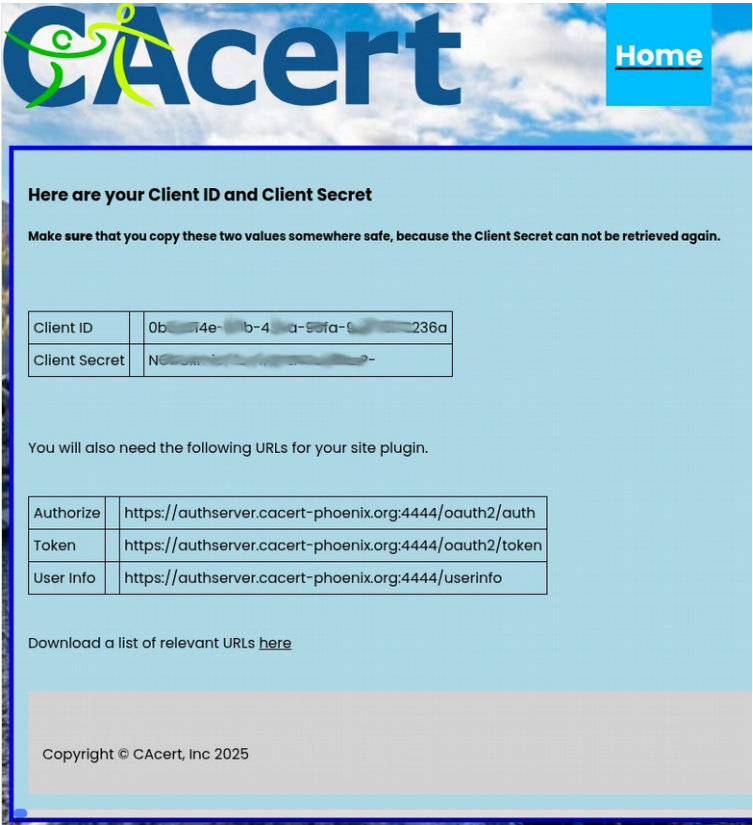 CAcert
Home
Here are your Client ID and Client Secret
Make sure that you copy these two values somewhere safe, because the Client Secret can not be retrieved again.
Client ID
Client Secret
You will also need the following URLs for your site plugin.
Authorize https://authserver.cacert-phoenix.org:4444/oauth2/auth
Token https://authserver.cacert-phoenix.org:4444/oauth2/token
User Info https://authserver.cacert-phoenix.org:4444/userinfo
Download a list of relevant URLs here
Copyright © CAcert, Inc 2025